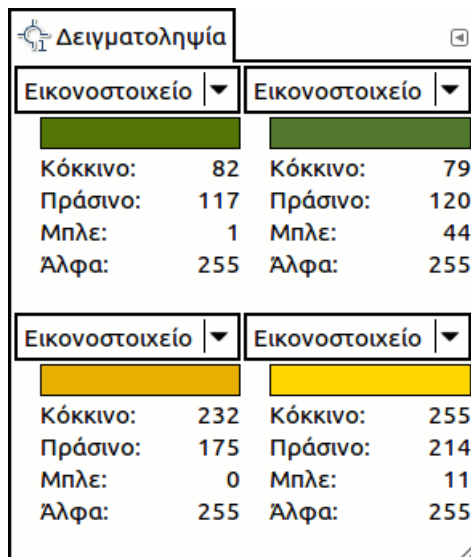 Δειγματοληψία
Εικονοστοιχείο Εικονοστοιχείο
Κόκκινο: 82 Κόκκινο: 79
Πράσινο: 117 Πράσινο: 120
Μπλε: 1 Μπλε: 44
Άλφα: 255 Άλφα: 255
Εικονοστοιχείο Εικονοστοιχείο
Κόκκινο: 232 Κόκκινο: 255
Πράσινο: 175 Πράσινο: 214
Μπλε: 0 Μπλε: 11
Άλφα: 255 Άλφα: 255